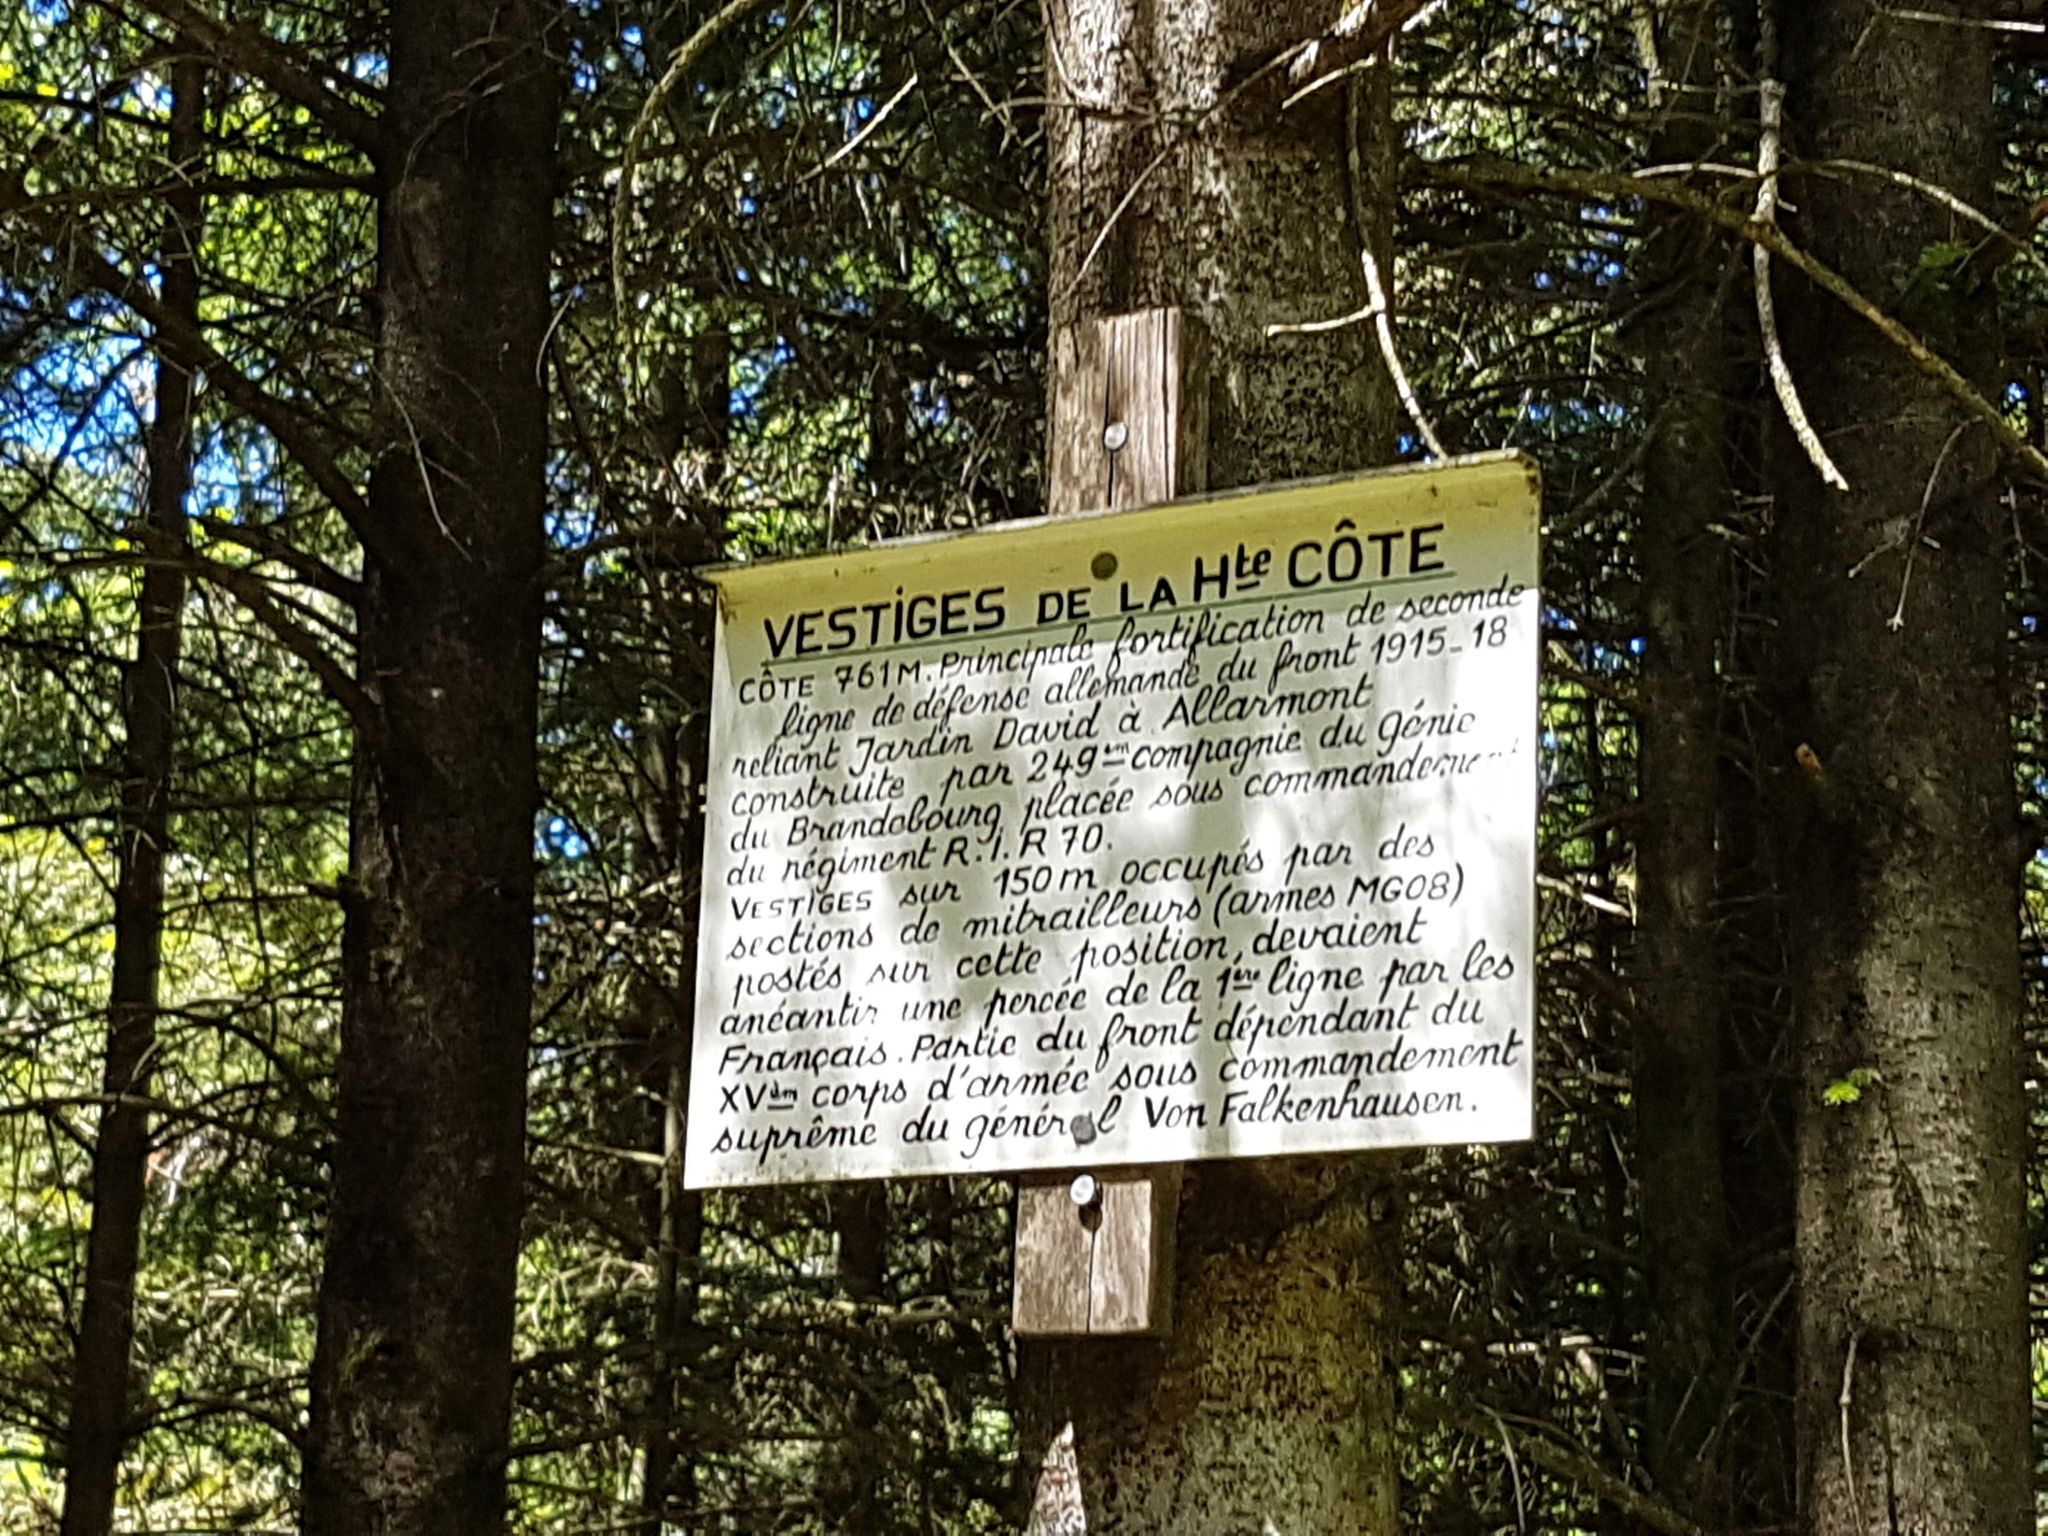 VESTIGES DE LA Hte CÔTE
CÔTE 761M. Principale fortification de seconde
ligne de défense allemande du front 1915-18
reliant Jardin David à Allarmont
construite par 249em compagnie du Génie
du Brandebourg placée sous commandement
du régiment R.I.R 70.
VESTIGES sur 150m occupés par des
sections de mitrailleurs (armes MG08)
postés sur cette position, devaient
anéantir une percée de la 1ère ligne par les
Français. Partie du front dépendant du
XVèm corps d'armée sous commandement
suprême du général Von Falkenhausen.